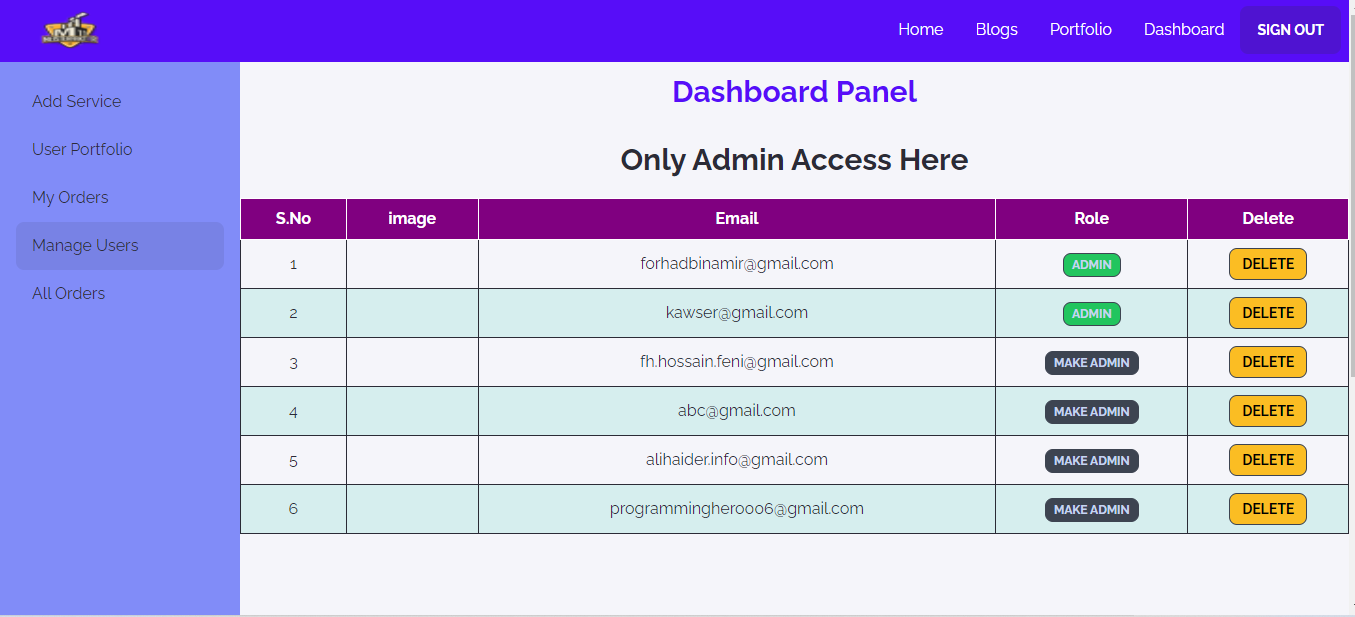 Home Blogs Portfolio Dashboard SIGN OUT
Add Service
User Portfolio
My Orders
Manage Users
All Orders
Dashboard Panel
Only Admin Access Here
S.No image Email Role Delete
1 forhadbinamir@gmail.com ADMIN DELETE
2 kawser@gmail.com ADMIN DELETE
3 fh.hossain.feni@gmail.com MAKE ADMIN DELETE
4 abc@gmail.com MAKE ADMIN DELETE
5 alihaider.info@gmail.com MAKE ADMIN DELETE
6 programminghero006@gmail.com MAKE ADMIN DELETE